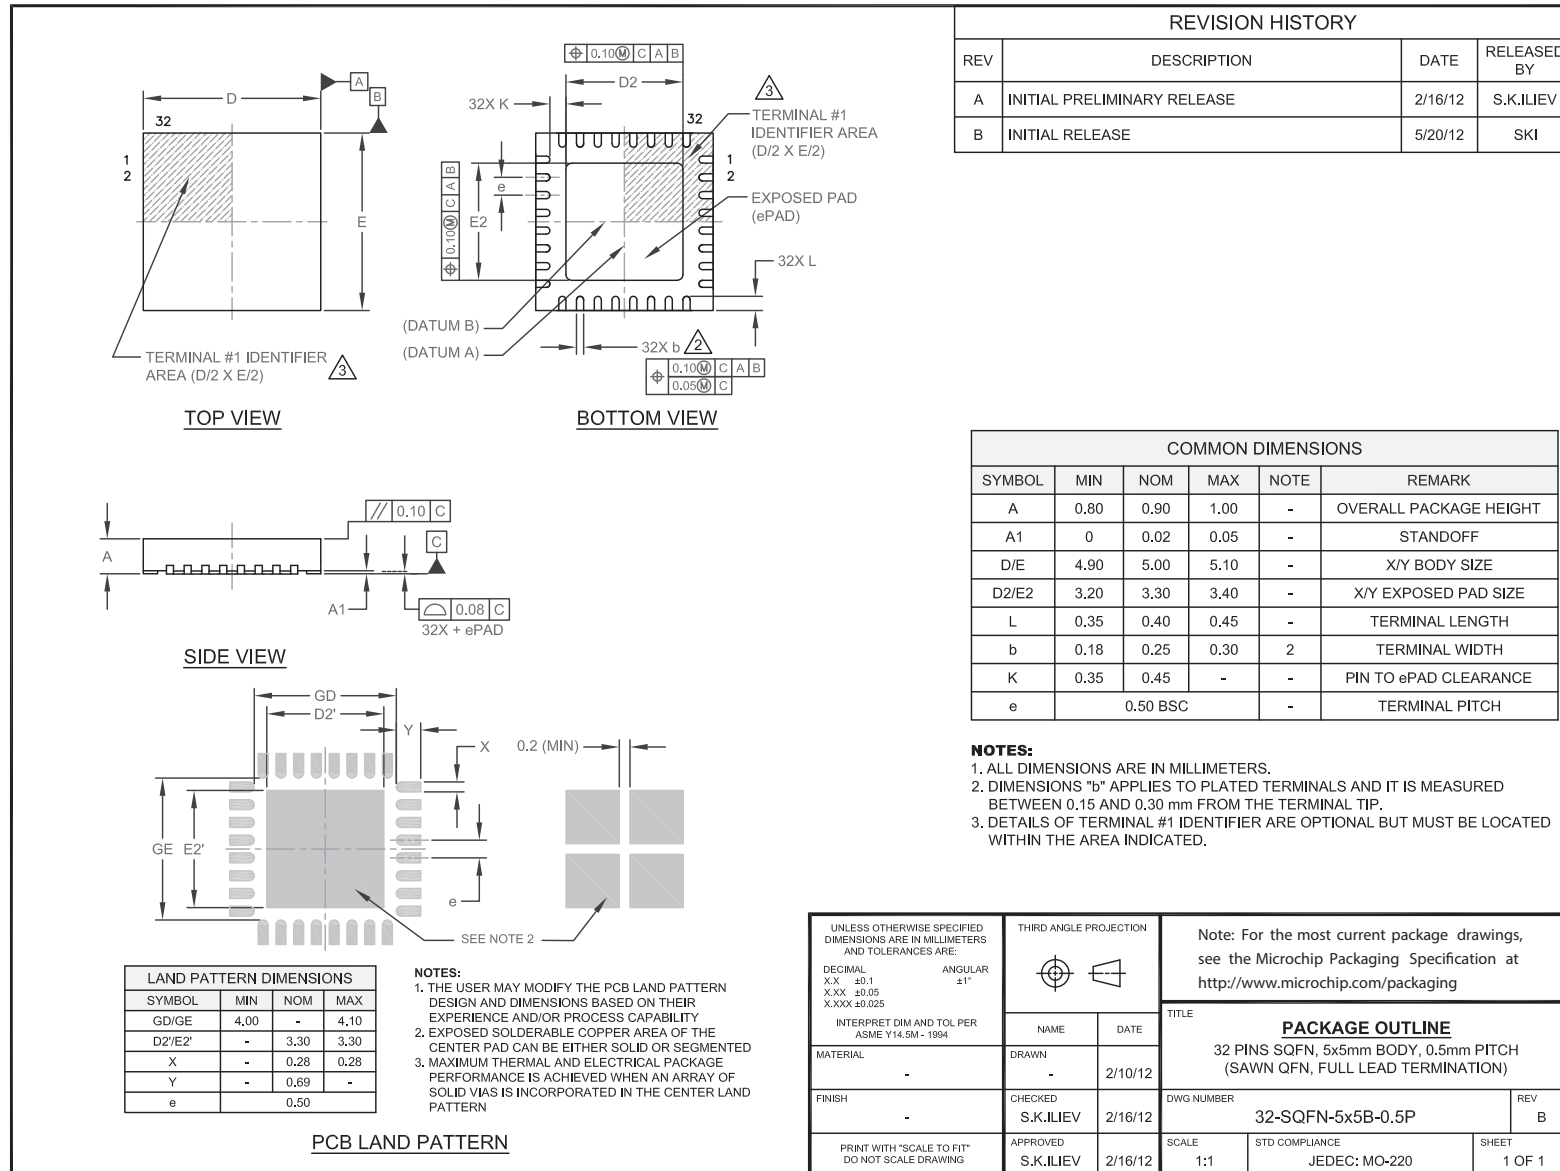 REVISION HISTORY
REV DESCRIPTION DATE RELEASED BY
A INITIAL PRELIMINARY RELEASE 2/16/12 S.K.ILIEV
B INITIAL RELEASE 5/20/12 SKI
D
A
B
32
1
2
E
TERMINAL #1 IDENTIFIER
AREA (D/2 X E/2)
3
TOP VIEW
0.10 M C A B
D2
32X K
3
TERMINAL #1
IDENTIFIER AREA
(D/2 X E/2)
32
1
2
0.10 M C A B
e
E2
EXPOSED PAD
(ePAD)
32X L
(DATUM B)
(DATUM A)
32X b
2
0.10 M C A B
0.05 M C
BOTTOM VIEW
// 0.10 C
A
C
A1
0.08 C
32X + ePAD
SIDE VIEW
COMMON DIMENSIONS
SYMBOL MIN NOM MAX NOTE REMARK
A 0.80 0.90 1.00 - OVERALL PACKAGE HEIGHT
A1 0 0.02 0.05 - STANDOFF
D/E 4.90 5.00 5.10 - X/Y BODY SIZE
D2/E2 3.20 3.30 3.40 - X/Y EXPOSED PAD SIZE
L 0.35 0.40 0.45 - TERMINAL LENGTH
b 0.18 0.25 0.30 2 TERMINAL WIDTH
K 0.35 0.45 - - PIN TO ePAD CLEARANCE
e 0.50 BSC - TERMINAL PITCH
NOTES:
1. ALL DIMENSIONS ARE IN MILLIMETERS.
2. DIMENSIONS "b" APPLIES TO PLATED TERMINALS AND IT IS MEASURED
BETWEEN 0.15 AND 0.30 mm FROM THE TERMINAL TIP.
3. DETAILS OF TERMINAL #1 IDENTIFIER ARE OPTIONAL BUT MUST BE LOCATED
WITHIN THE AREA INDICATED.
GD
D2'
Y
X
0.2 (MIN)
GE
E2'
e
SEE NOTE 2
LAND PATTERN DIMENSIONS
SYMBOL MIN NOM MAX
GD/GE 4.00 - 4.10
D2'/E2' - 3.30 3.30
X - 0.28 0.28
Y - 0.69 -
e 0.50
NOTES:
1. THE USER MAY MODIFY THE PCB LAND PATTERN
DESIGN AND DIMENSIONS BASED ON THEIR
EXPERIENCE AND/OR PROCESS CAPABILITY
2. EXPOSED SOLDERABLE COPPER AREA OF THE
CENTER PAD CAN BE EITHER SOLID OR SEGMENTED
3. MAXIMUM THERMAL AND ELECTRICAL PACKAGE
PERFORMANCE IS ACHIEVED WHEN AN ARRAY OF
SOLID VIAS IS INCORPORATED IN THE CENTER LAND
PATTERN
PCB LAND PATTERN
UNLESS OTHERWISE SPECIFIED
DIMENSIONS ARE IN MILLIMETERS
AND TOLERANCES ARE:
DECIMAL ANGULAR
X.X ±0.1 ±1°
X.XX ±0.05
X.XXX ±0.025
INTERPRET DIM AND TOL PER
ASME Y14.5M - 1994
MATERIAL
-
FINISH
-
PRINT WITH "SCALE TO FIT"
DO NOT SCALE DRAWING
THIRD ANGLE PROJECTION
NAME DATE
DRAWN
- 2/10/12
CHECKED
S.K.ILIEV 2/16/12
APPROVED
S.K.ILIEV 2/16/12
Note: For the most current package drawings,
see the Microchip Packaging Specification at
http://www.microchip.com/packaging
TITLE
PACKAGE OUTLINE
32 PINS SQFN, 5x5mm BODY, 0.5mm PITCH
(SAWN QFN, FULL LEAD TERMINATION)
DWG NUMBER
32-SQFN-5x5B-0.5P
REV
B
SCALE
1:1
STD COMPLIANCE
JEDEC: MO-220
SHEET
1 OF 1